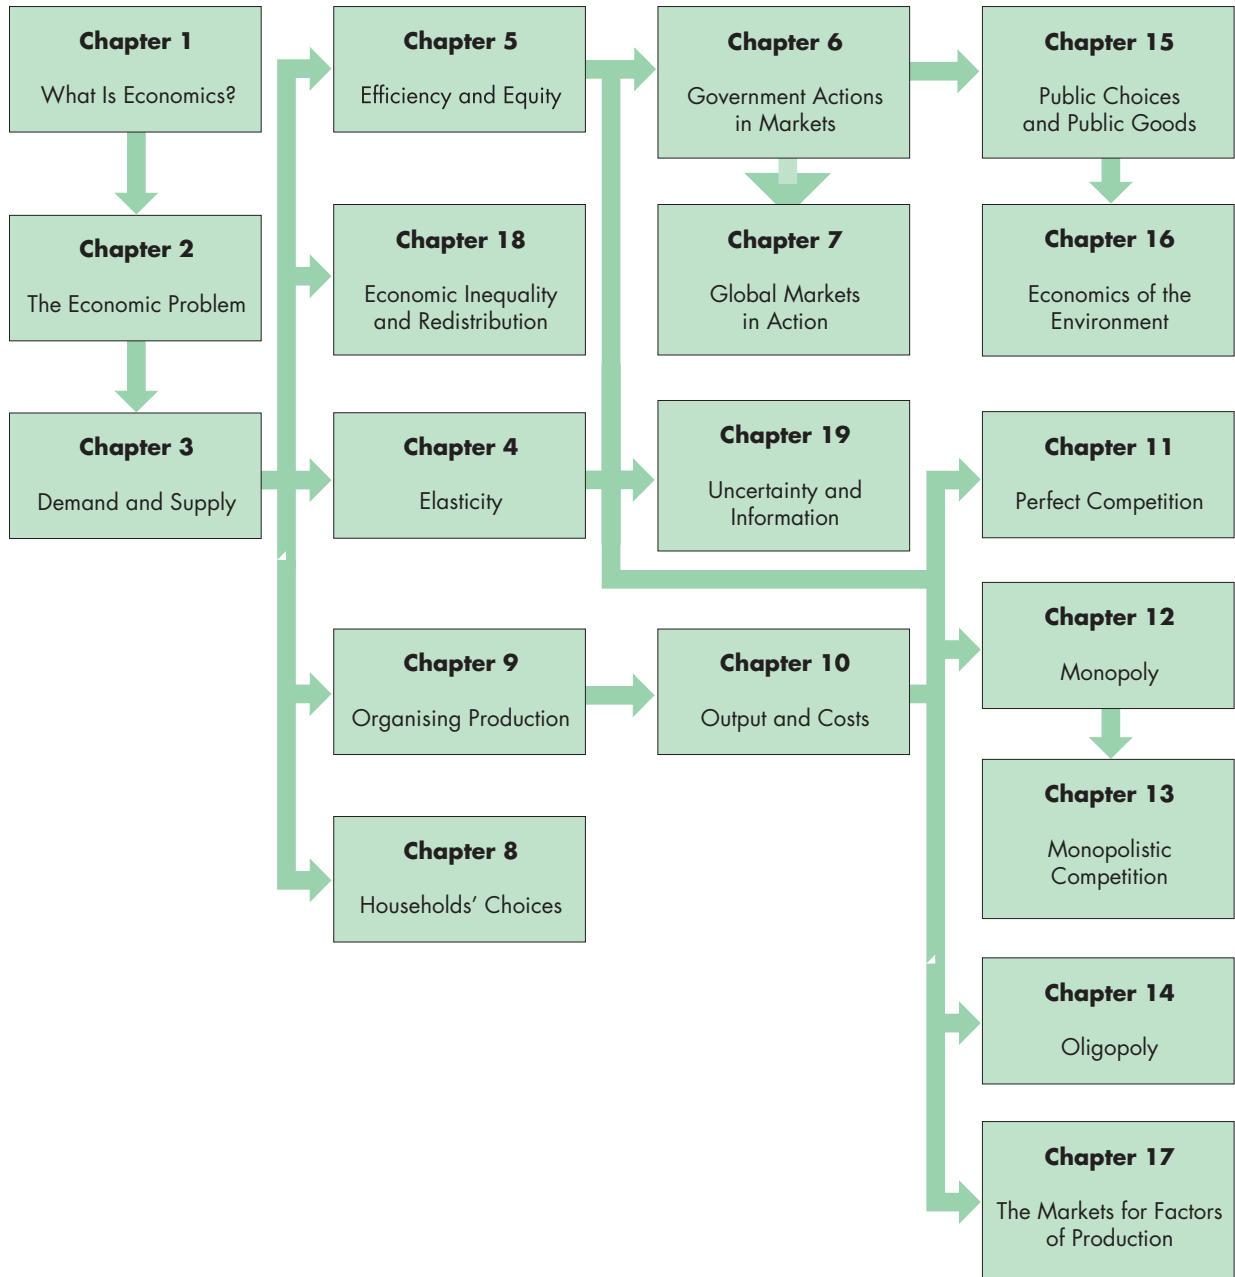 Chapter 1
What Is Economics?
Chapter 2
The Economic Problem
Chapter 3
Demand and Supply
Chapter 5
Efficiency and Equity
Chapter 18
Economic Inequality
and Redistribution
Chapter 4
Elasticity
Chapter 9
Organising Production
Chapter 8
Households’ Choices
Chapter 6
Government Actions
in Markets
Chapter 7
Global Markets
in Action
Chapter 19
Uncertainty and
Information
Chapter 10
Output and Costs
Chapter 15
Public Choices
and Public Goods
Chapter 16
Economics of the
Environment
Chapter 11
Perfect Competition
Chapter 12
Monopoly
Chapter 13
Monopolistic
Competition
Chapter 14
Oligopoly
Chapter 17
The Markets for Factors
of Production